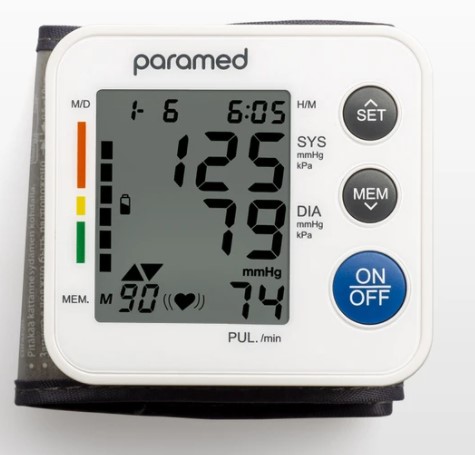 paramed
M/D 1- 6 6:05 H/M
SET
125 SYS
mmHg
kPa
MEM
79 DIA
mmHg
kPa
mmHg
ON
OFF
MEM. M 90 74
PUL./min